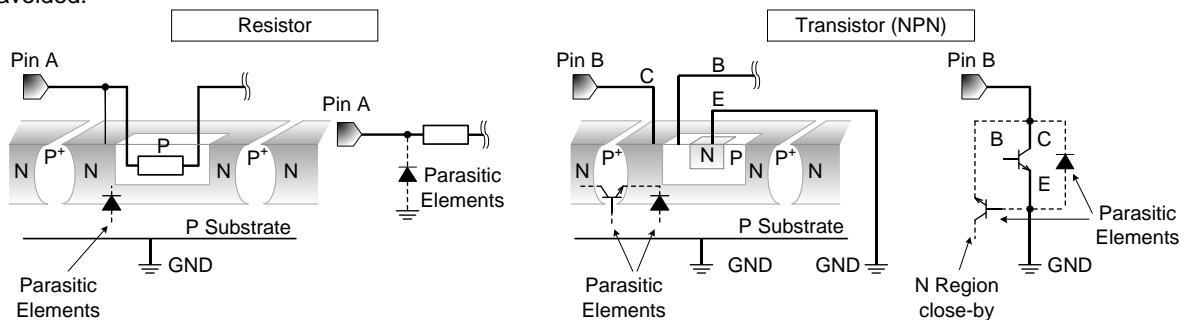 avoided.
Resistor
Transistor (NPN)
Pin A
Pin A
N
P+
N
P
P+
N
N
Parasitic
Elements
P Substrate
GND
Parasitic
Elements
Pin B
C
B
E
N
P+
N
N
P
P+
N
N
P Substrate
GND
GND
Parasitic
Elements
Pin B
B
C
E
Parasitic
Elements
GND
N Region
close-by